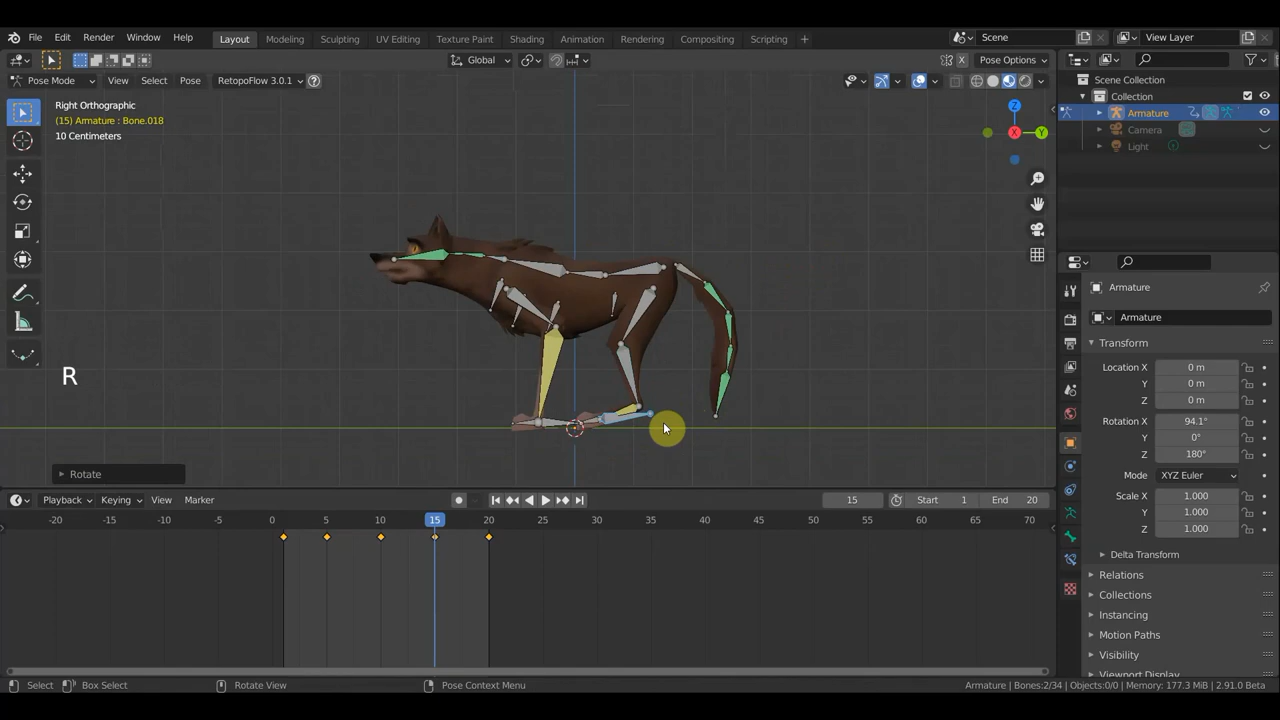 File Edit Render Window Help Layout Modeling Sculpting UV Editing Texture Paint Shading Animation Rendering Compositing Scripting + Scene View Layer
Global Pose Options
Pose Mode View Select Pose RetopoFlow 3.0.1
Scene Collection
Collection
Armature
Camera
Light
Right Orthographic
(15) Armature : Bone.018
10 Centimeters
Z
X
Y
R
Rotate
Armature
Armature
Transform
Location X 0 m
Y 0 m
Z 0 m
Rotation X 94.1°
Y 0°
Z 180°
Mode XYZ Euler
Scale X 1.000
Y 1.000
Z 1.000
Delta Transform
Relations
Collections
Instancing
Motion Paths
Visibility
Viewport Display
Playback Keying View Marker 15 Start 1 End 20
-20 -15 -10 -5 0 5 10 15 20 25 30 35 40 45 50 55 60 65 70
Select Box Select Rotate View Pose Context Menu Armature | Bones:2/34 | Objects:0/0 | Memory: 177.3 MiB | 2.91.0 Beta